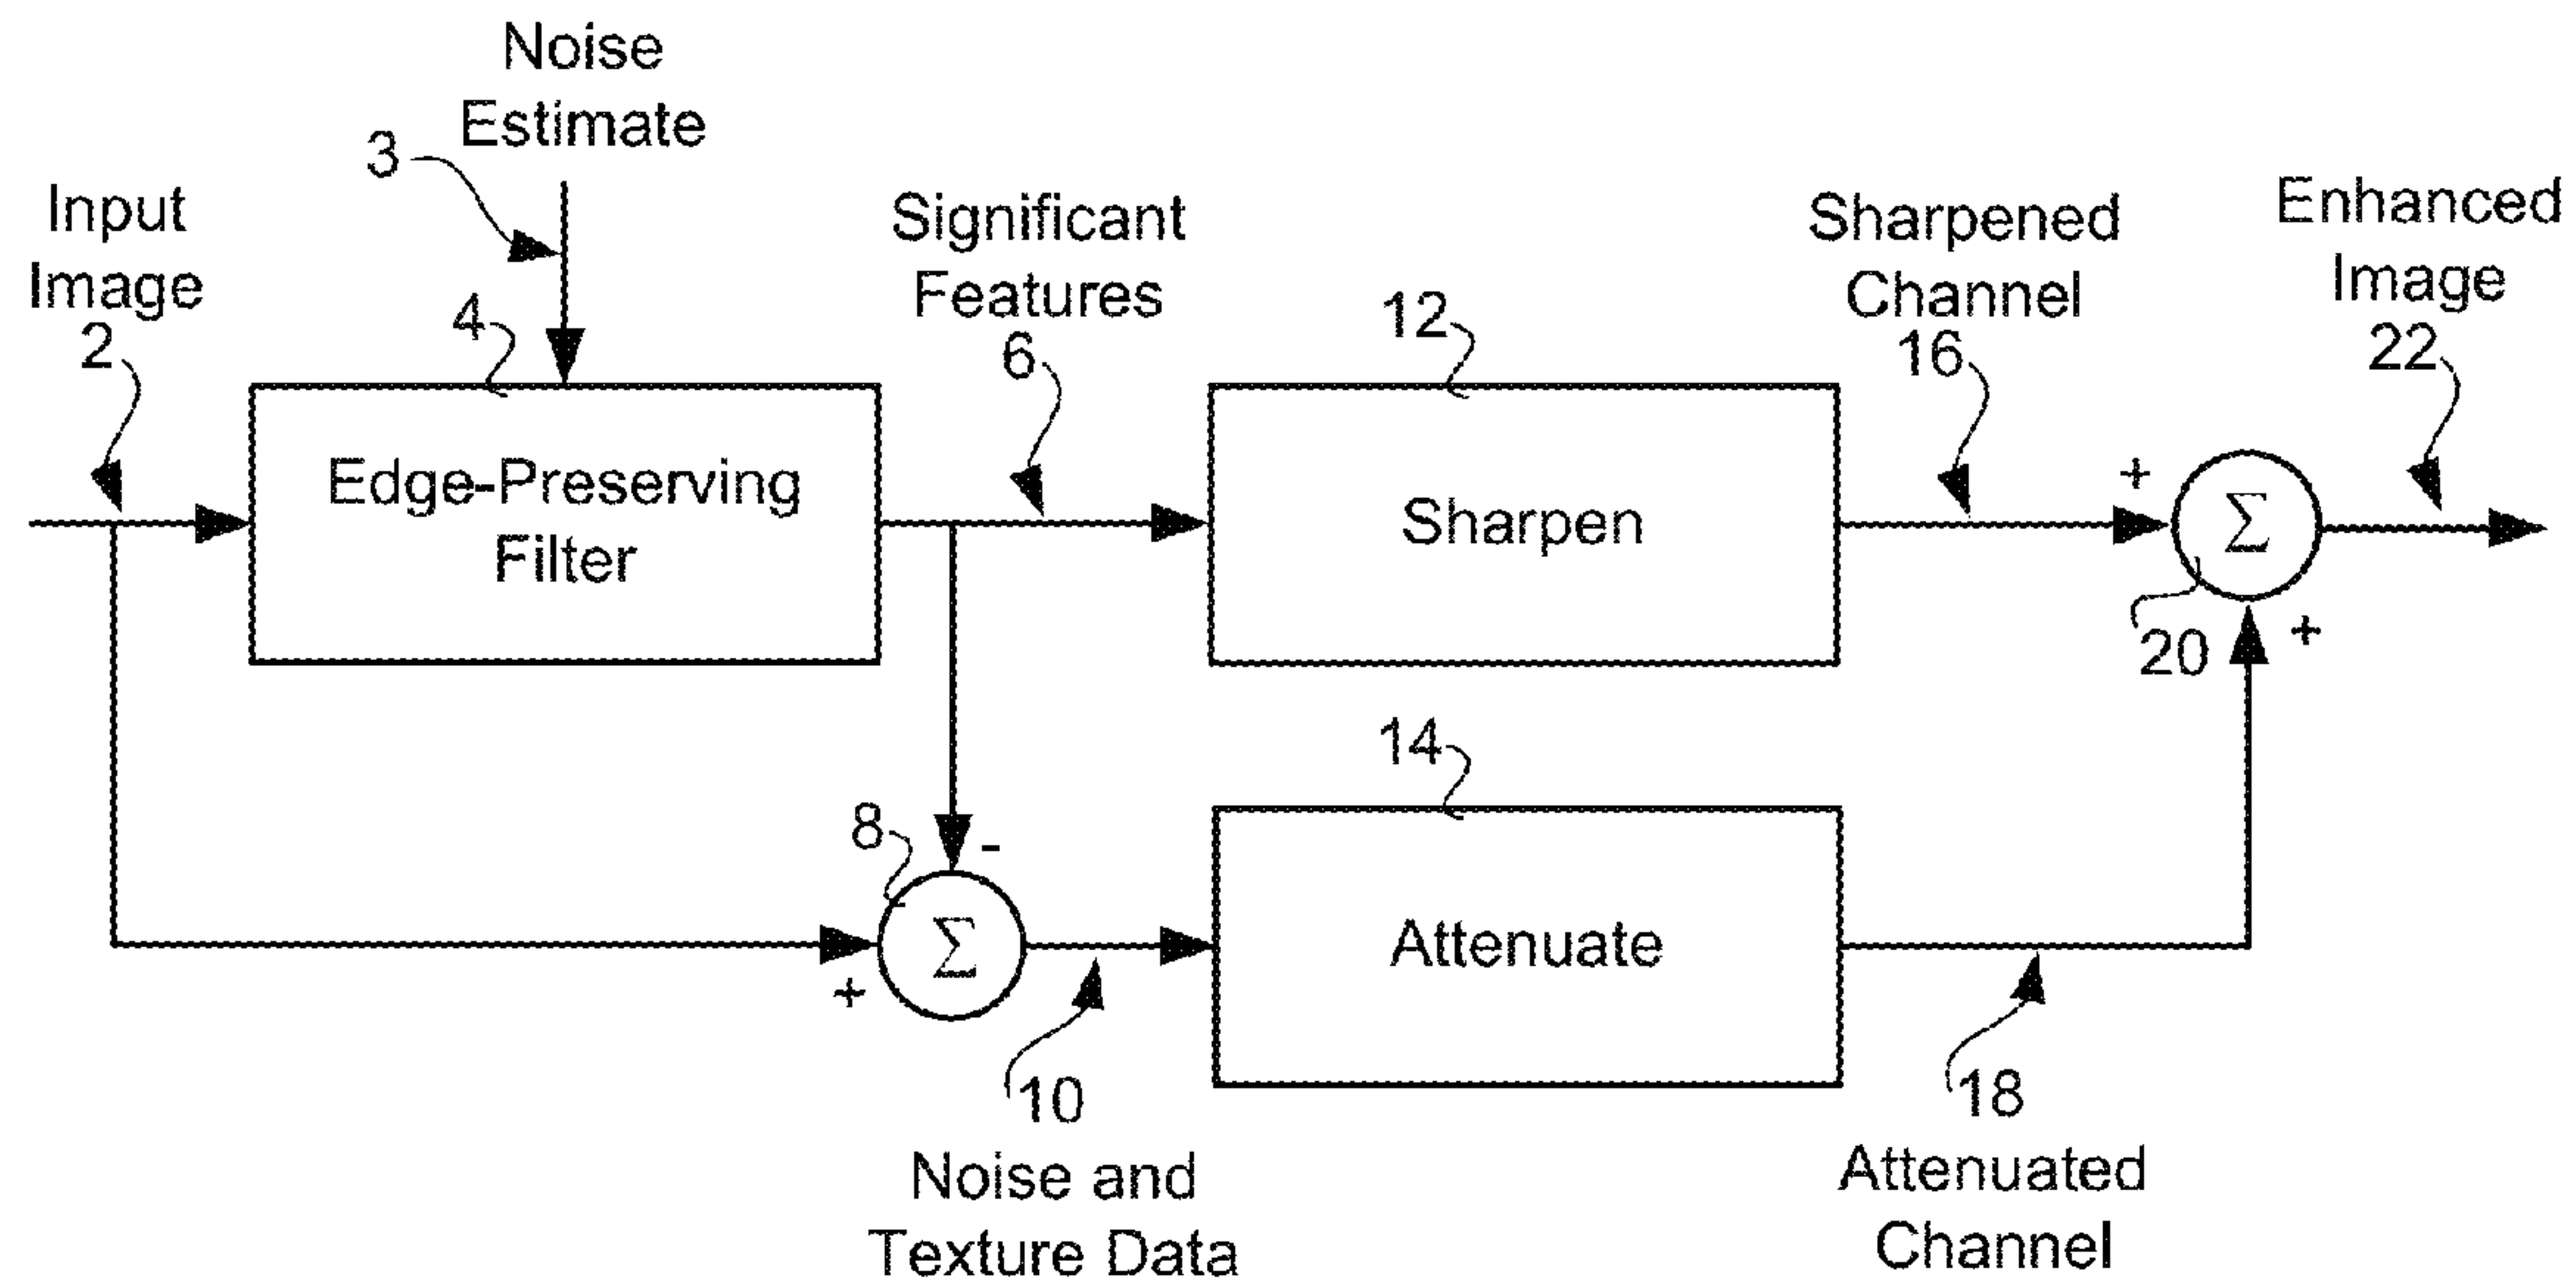 Noise
Estimate
3
Input
Image
2
4
Edge-Preserving
Filter
Significant
Features
6
12
Sharpen
Sharpened
Channel
16
Enhanced
Image
22
+
Σ
20
+
14
Attenuate
8
-
Σ
+
10
Noise and
Texture Data
18
Attenuated
Channel